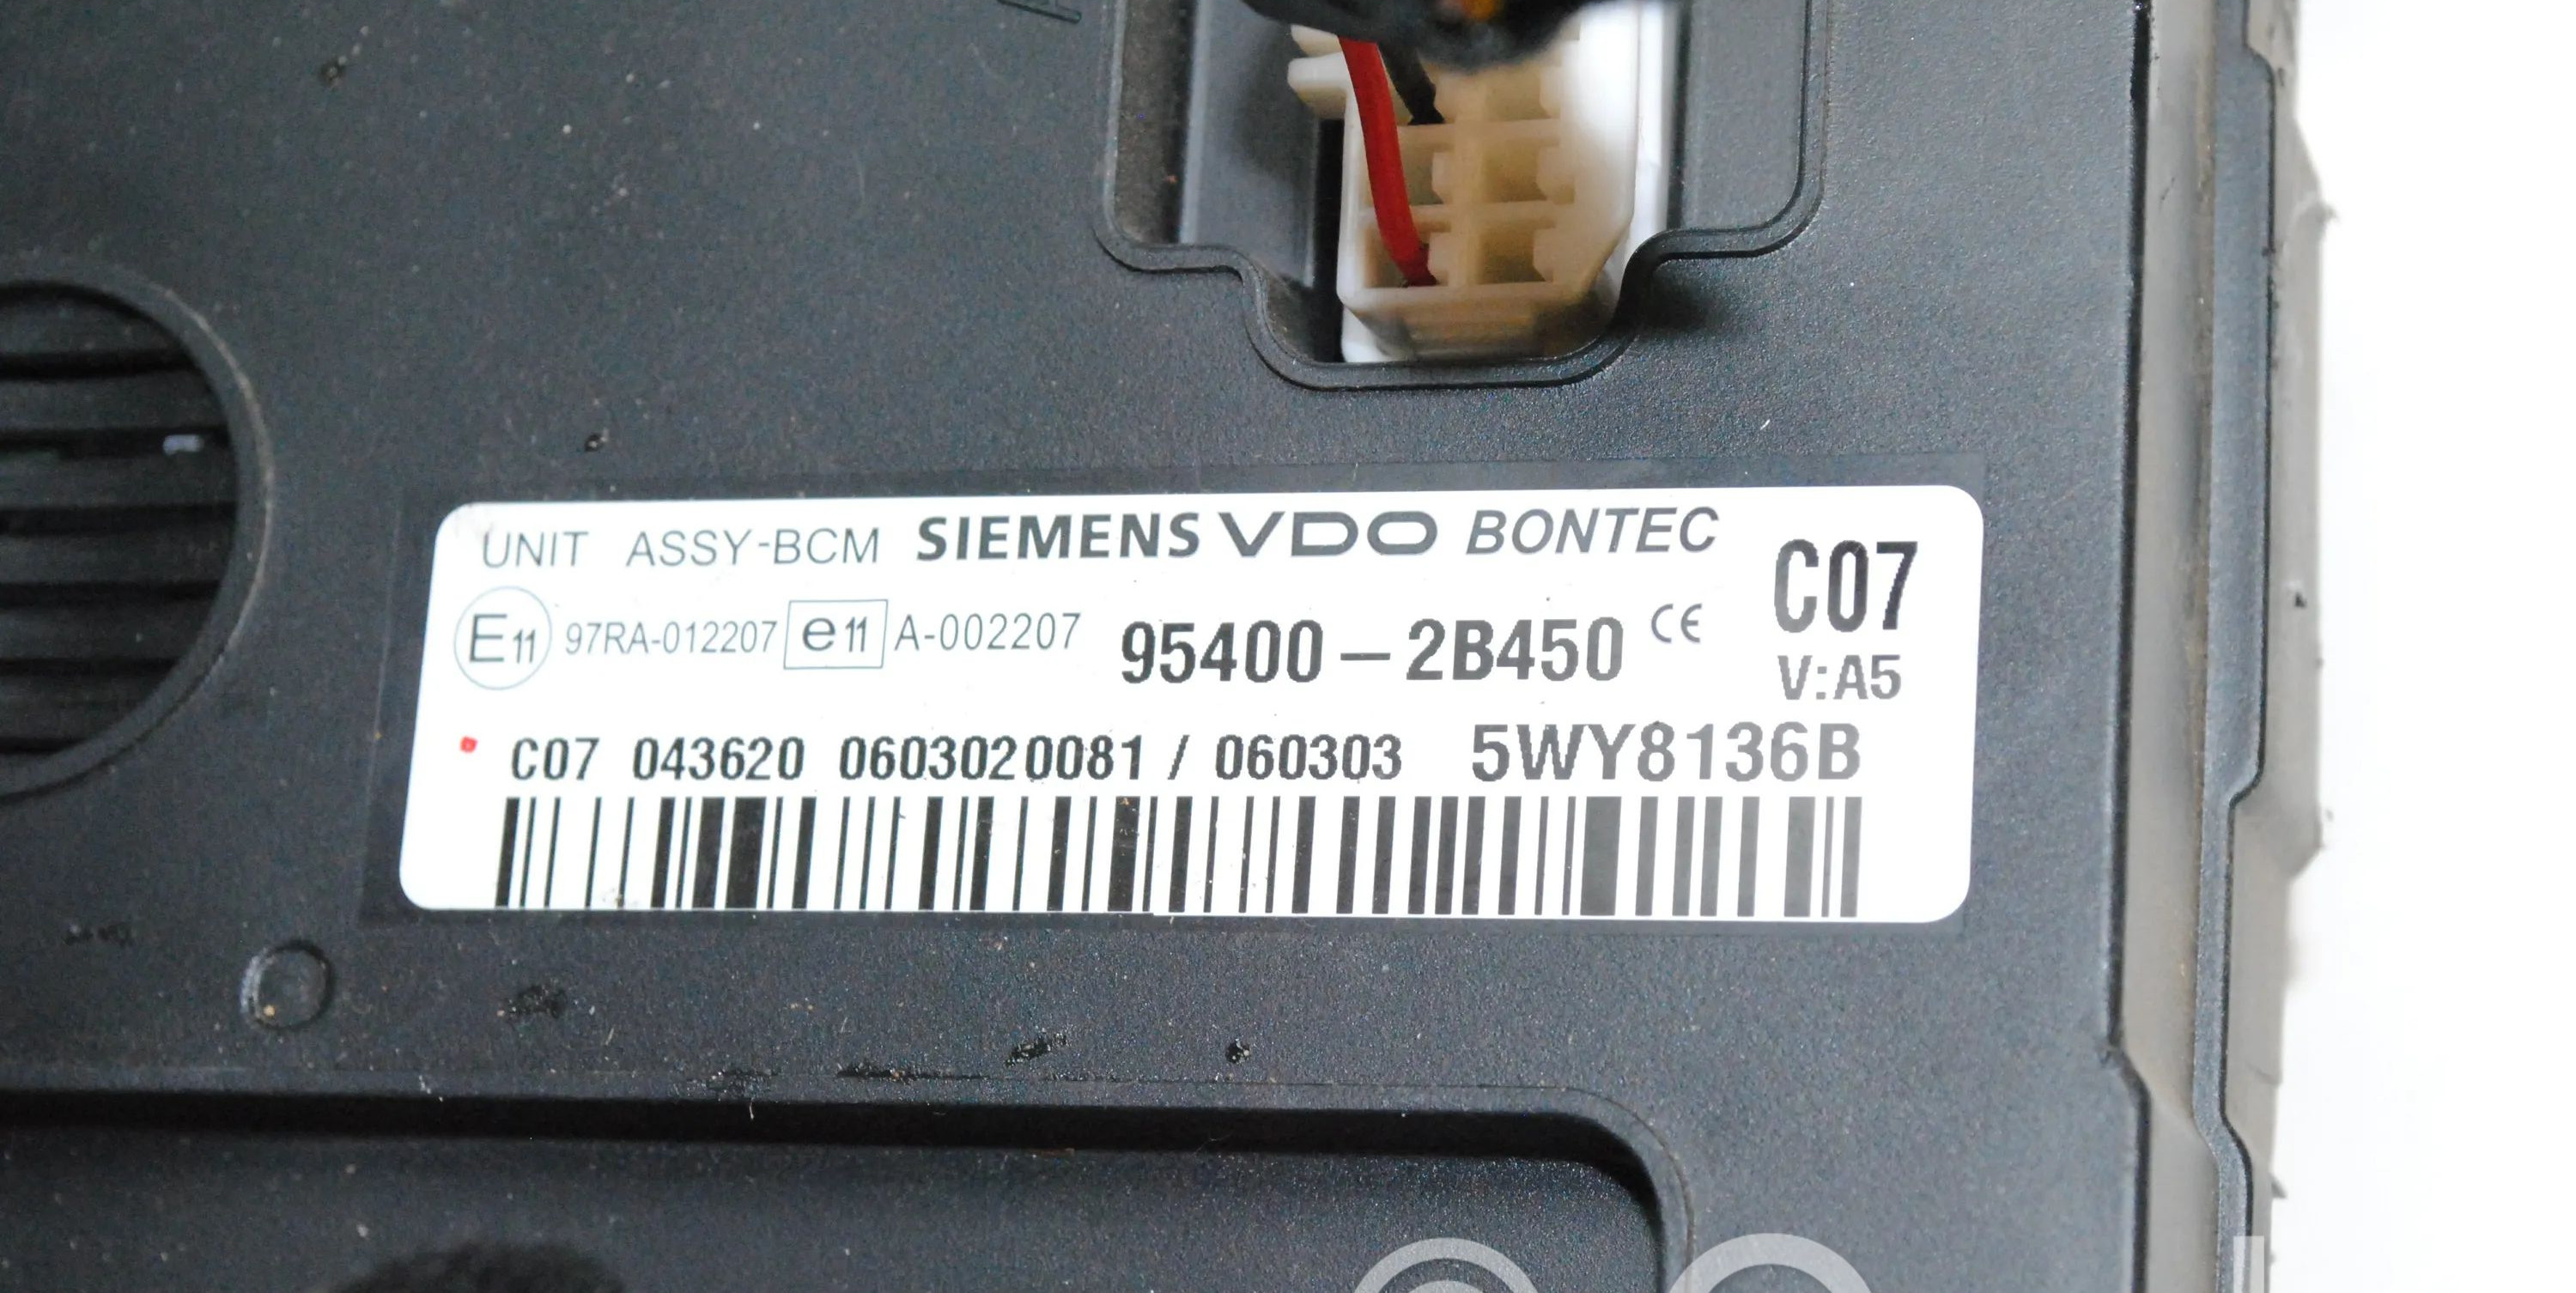 UNIT ASSY-BCM SIEMENS VDO BONTEC
C07
E11 97RA-012207 e11 A-002207 95400-2B450 CE
V:A5
C07 043620 0603020081 / 060303 5WY8136B